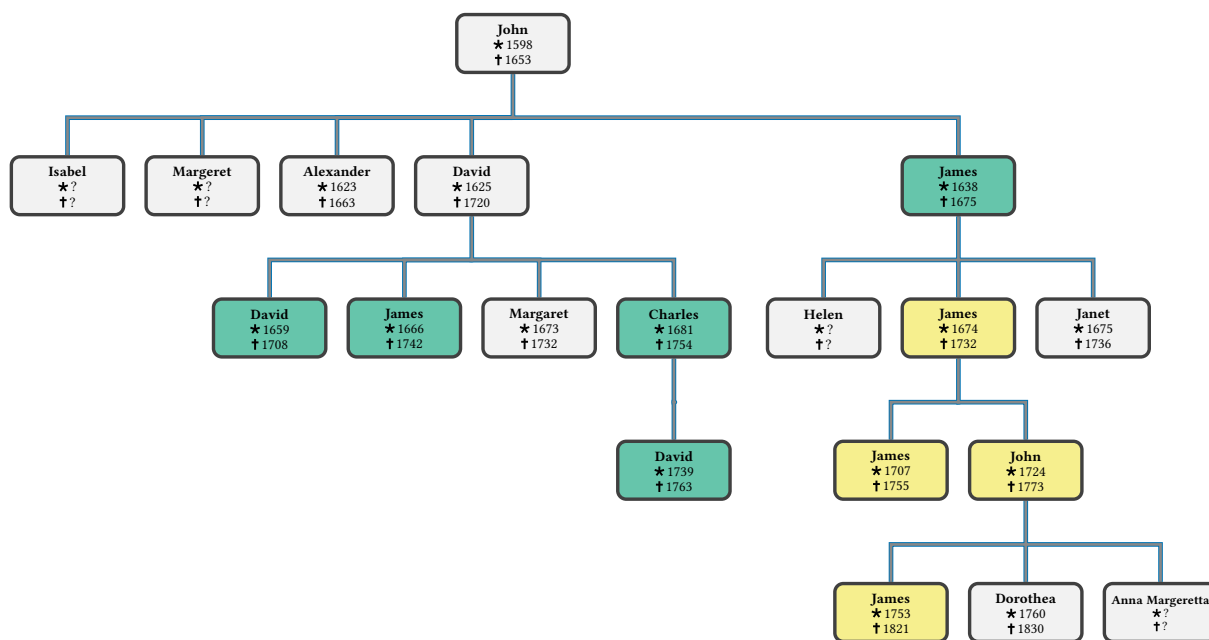 John
★ 1598
✝ 1653
Isabel
★ ?
✝ ?
Margeret
★ ?
✝ ?
Alexander
★ 1623
✝ 1663
David
★ 1625
✝ 1720
James
★ 1638
✝ 1675
David
★ 1659
✝ 1708
James
★ 1666
✝ 1742
Margaret
★ 1673
✝ 1732
Charles
★ 1681
✝ 1754
Helen
★ ?
✝ ?
James
★ 1674
✝ 1732
Janet
★ 1675
✝ 1736
David
★ 1739
✝ 1763
James
★ 1707
✝ 1755
John
★ 1724
✝ 1773
James
★ 1753
✝ 1821
Dorothea
★ 1760
✝ 1830
Anna Margeretta
★ ?
✝ ?